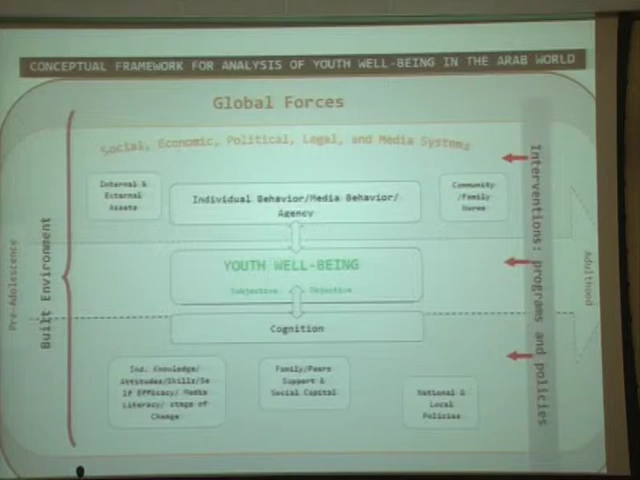 CONCEPTUAL FRAMEWORK FOR ANALYSIS OF YOUTH WELL-BEING IN THE ARAB WORLD
Global Forces
Social, Economic, Political, Legal, and Media Systems
Internal &
External
Assets
Individual Behavior/Media Behavior/
Agency
Community
/Family
Norms
Pre-Adolescence
Built Environment
YOUTH WELL-BEING
Subjective
Objective
Cognition
Ind. Knowledge/
Attitudes/Skills/Se
lf Efficacy/ Media
Literacy/ stage of
Change
Family/Peers
Support &
Social Capital
National &
Local
Policies
Interventions: programs and policies
Adulthood